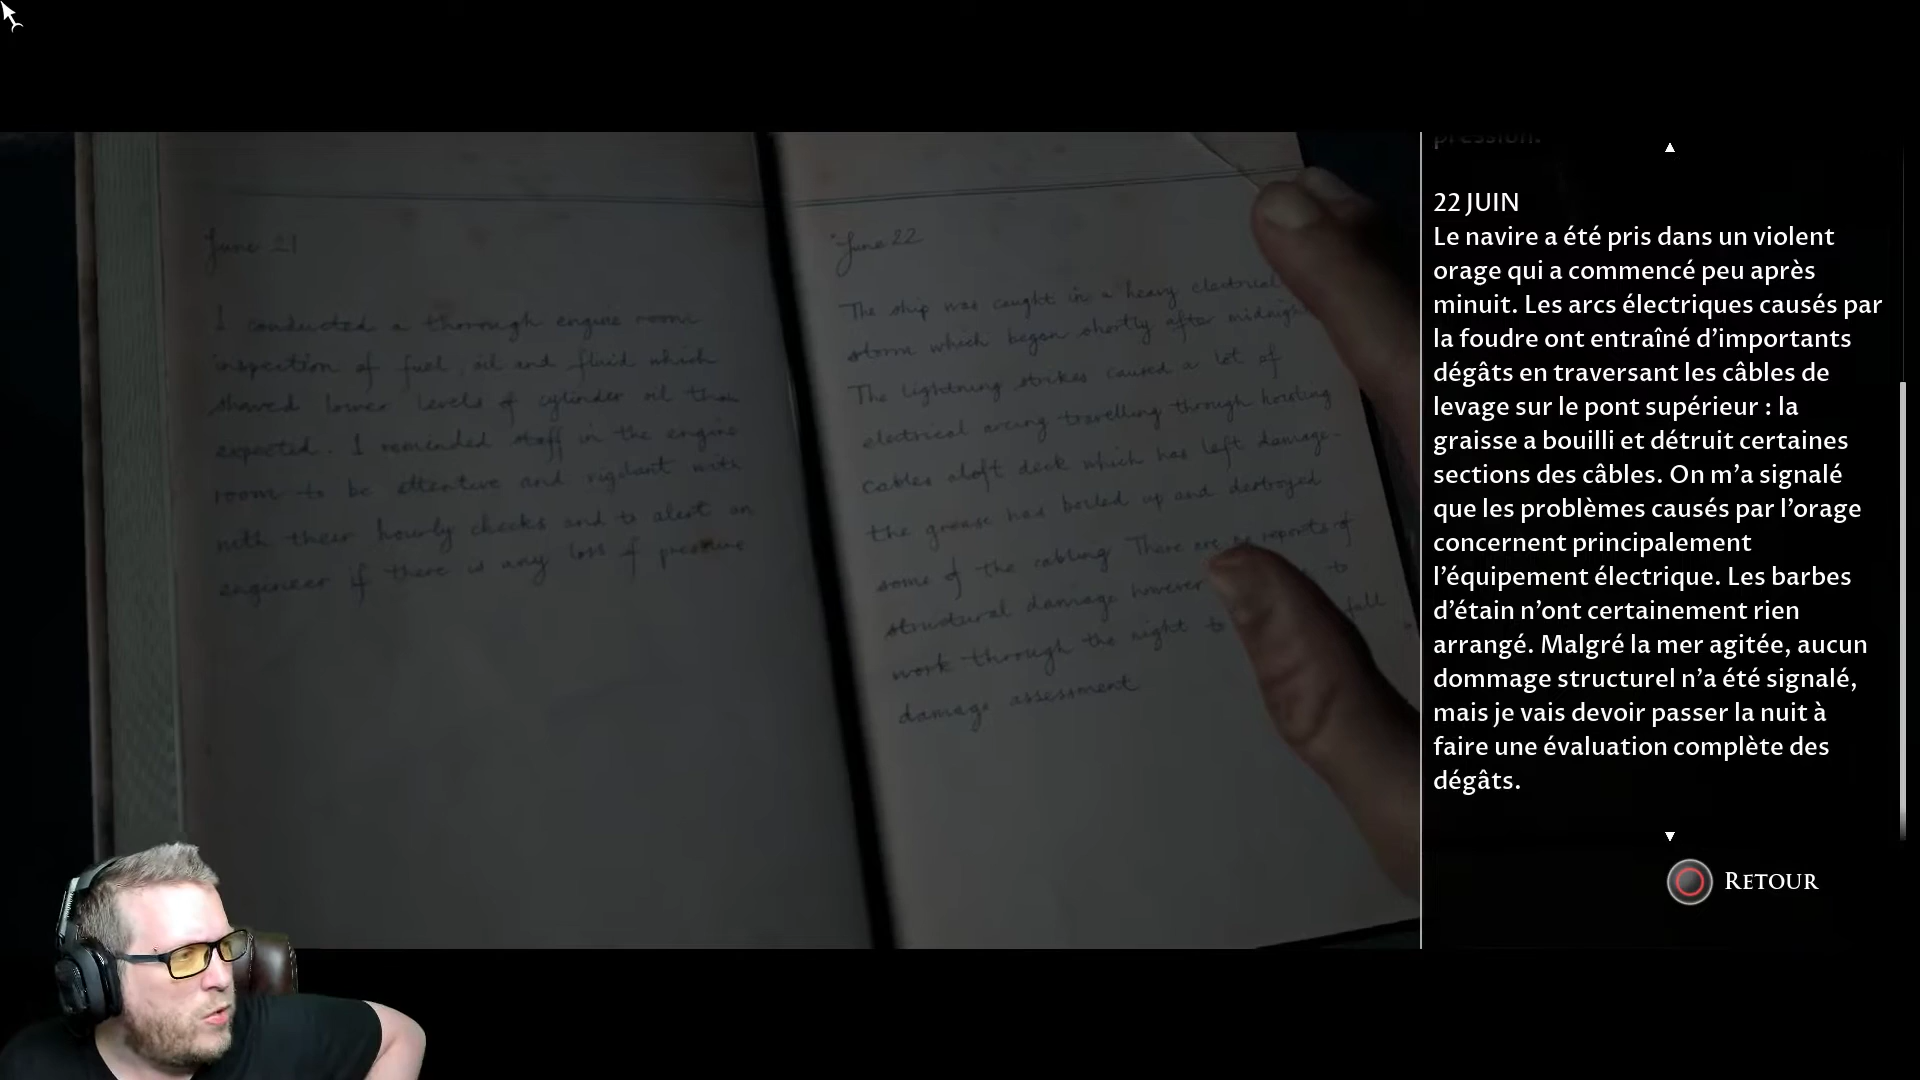 June 21
I conducted a thorough engine room
inspection of fuel, oil and fluid which
showed lower levels of cylinder oil than
expected. I reminded staff in the engine
room to be attentive and vigilant with
with their hourly checks and to alert an
engineer if there is any loss of pressure
June 22
The ship was caught in a heavy electrical
storm which began shortly after midnight
The lightning strikes caused a lot of
electrical arcing travelling through hoisting
cables aloft deck which has left damage-
the grease has boiled up and destroyed
some of the cabling There are no reports of
structural damage however to
work through the night to fall
damage assessment
pression.
22 JUIN
Le navire a été pris dans un violent
orage qui a commencé peu après
minuit. Les arcs électriques causés par
la foudre ont entraîné d'importants
dégâts en traversant les câbles de
levage sur le pont supérieur : la
graisse a bouilli et détruit certaines
sections des câbles. On m'a signalé
que les problèmes causés par l'orage
concernent principalement
l'équipement électrique. Les barbes
d'étain n'ont certainement rien
arrangé. Malgré la mer agitée, aucun
dommage structurel n'a été signalé,
mais je vais devoir passer la nuit à
faire une évaluation complète des
dégâts.
RETOUR